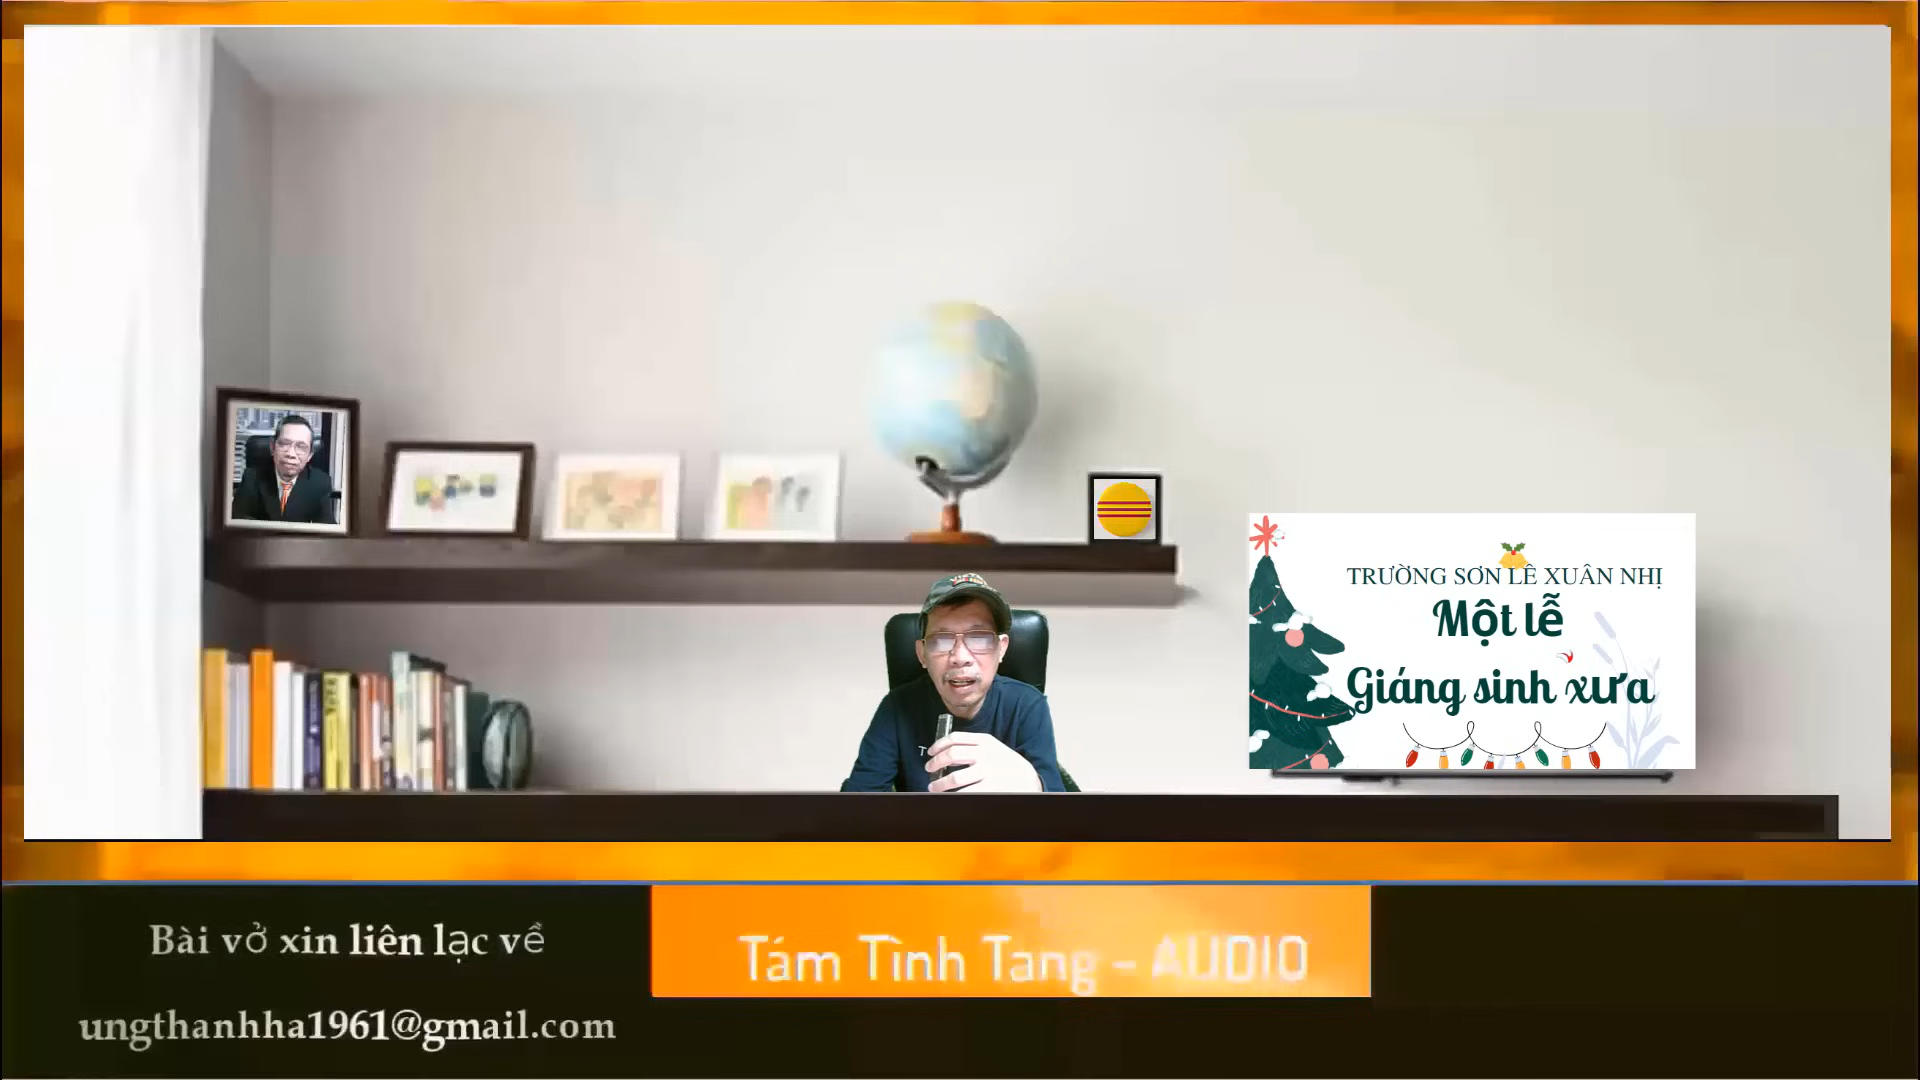 TRƯỜNG SƠN LÊ XUÂN NHỊ
Một lễ
Giáng sinh xưa
Bài vở xin liên lạc về
ungthanhha1961@gmail.com
Tám Tình Tang - AUDIO